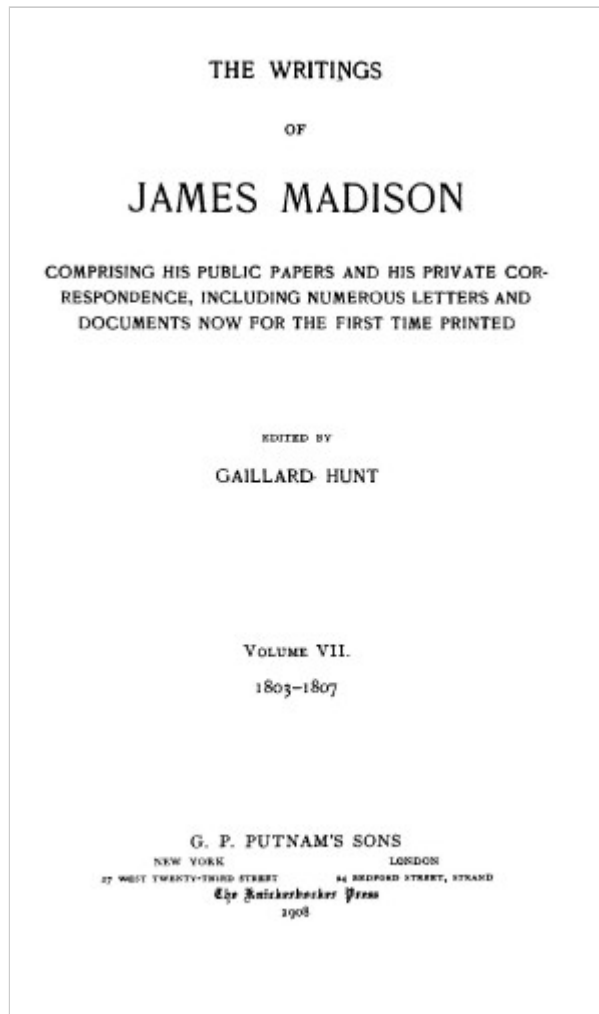 THE WRITINGS
OF
JAMES MADISON
COMPRISING HIS PUBLIC PAPERS AND HIS PRIVATE COR-
RESPONDENCE, INCLUDING NUMEROUS LETTERS AND
DOCUMENTS NOW FOR THE FIRST TIME PRINTED
EDITED BY
GAILLARD HUNT
VOLUME VII.
1803–1807
G. P. PUTNAM'S SONS
NEW YORK LONDON
27 WEST TWENTY-THIRD STREET 24 BEDFORD STREET, STRAND
The Knickerbocker Press
1908